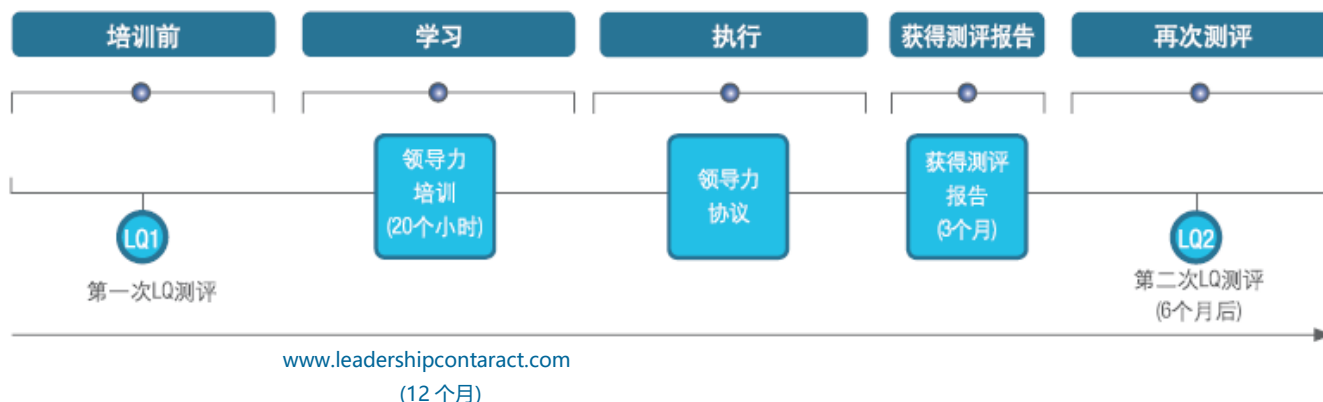 培训前
学习
执行
获得测评报告
再次测评
领导力
培训
(20个小时)
领导力
协议
获得测评
报告
(3个月)
LQ1
第一次LQ测评
LQ2
第二次LQ测评
(6个月后)
www.leadershipcontaract.com
(12 个月)